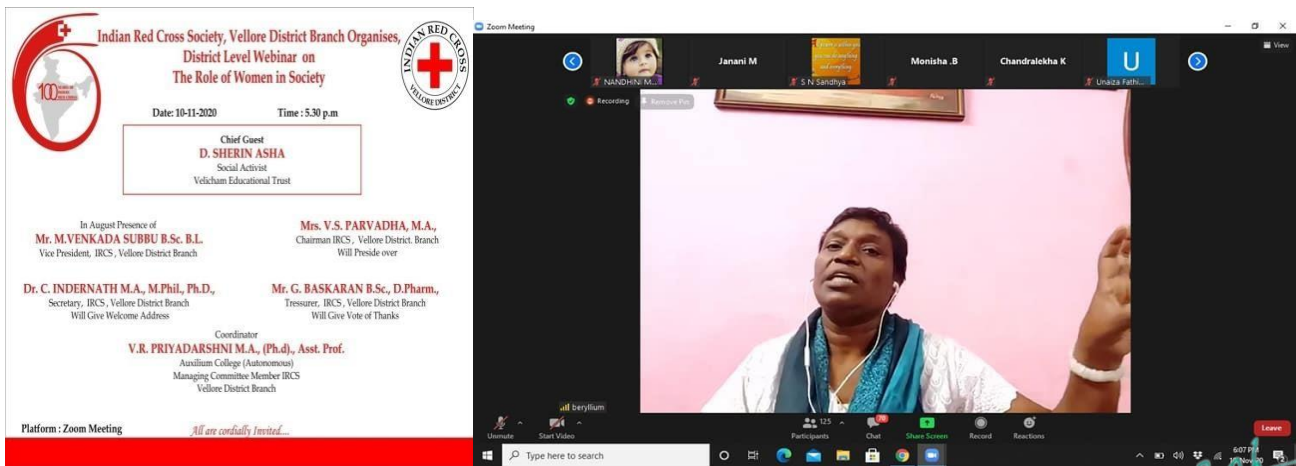 Indian Red Cross Society, Vellore District Branch Organises,
District Level Webinar on
The Role of Women in Society
INDIAN RED CROSS
VELLORE DISTRICT
100
Date: 10-11-2020 Time : 5.30 p.m
Chief Guest
D. SHERIN ASHA
Social Activist
Velicham Educational Trust
In August Presence of
Mr. M.VENKADA SUBBU B.Sc. B.L.
Vice President, IRCS , Vellore District Branch
Mrs. V.S. PARVADHA, M.A.,
Chairman IRCS , Vellore District. Branch
Will Preside over
Dr. C. INDERNATH M.A., M.Phil., Ph.D.,
Secretary, IRCS , Vellore District Branch
Will Give Welcome Address
Mr. G. BASKARAN B.Sc., D.Pharm.,
Tressurer, IRCS , Vellore District Branch
Will Give Vote of Thanks
Coordinator
V.R. PRIYADARSHNI M.A., (Ph.d)., Asst. Prof.
Auxilium College (Autonomous)
Managing Committee Member IRCS
Vellore District Branch
Platform : Zoom Meeting All are cordially Invited....
Zoom Meeting
View
NANDHINI M...
Janani M
S N Sandhya
Monisha .B
Chandralekha K
U
Unaiza Fathi...
Recording
Remove Pin
beryllium
Unmute
Start Video
125
Participants
78
Chat
Share Screen
Record
Reactions
Leave
Type here to search
6:07 PM